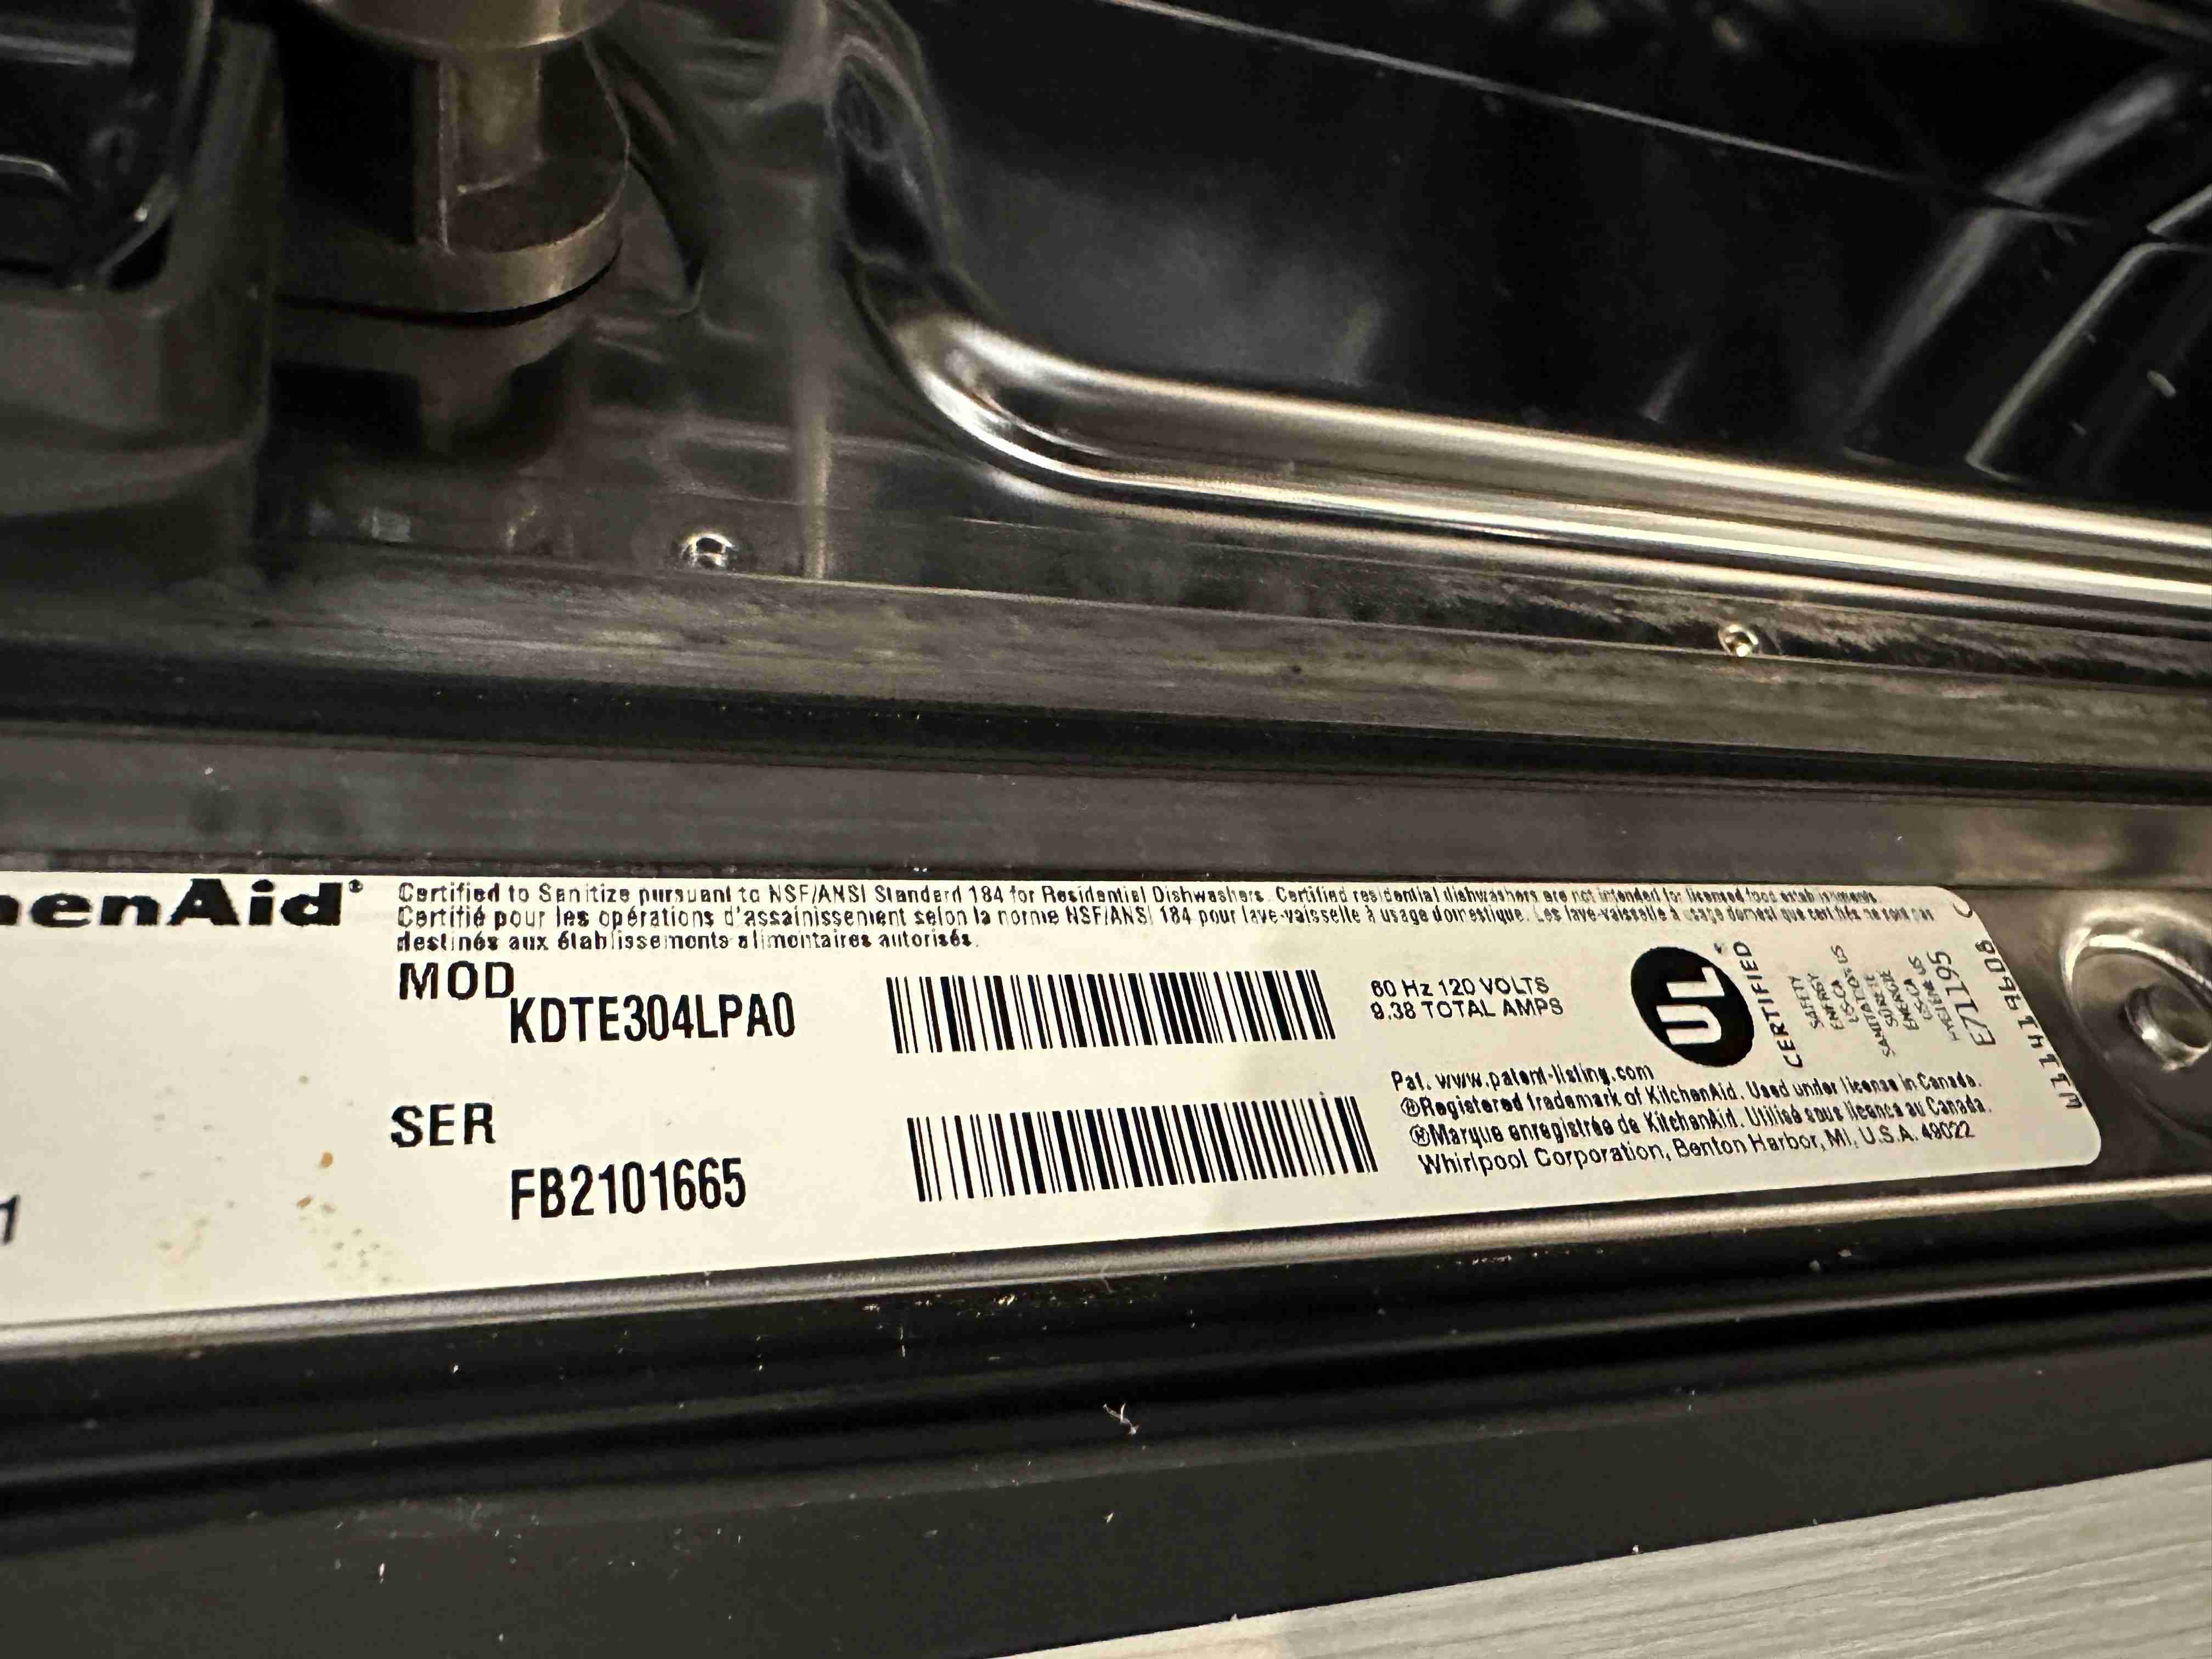 henAid®
Certified to Sanitize pursuant to NSF/ANSI Standard 184 for Residential Dishwashers. Certified residential dishwashers are not intended for licensed food establishments.
Certifié pour les opérations d'assainissement selon la norme NSF/ANSI 184 pour lave-vaisselle à usage domestique. Les lave-vaisselle à usage domestique certifiés ne sont pas
destinés aux établissements alimentaires autorisés.
MOD
KDTE304LPA0
60 Hz 120 VOLTS
9.38 TOTAL AMPS
SER
FB2101665
1
Pat. www.patent-listing.com
®Registered trademark of KitchenAid. Used under license in Canada.
®Marque enregistrée de KitchenAid. Utilisé sous licence au Canada.
Whirlpool Corporation, Benton Harbor, MI, U.S.A. 49022
UL
CERTIFIED
SAFETY
ENERGY
US-CA
E71195
W11419608